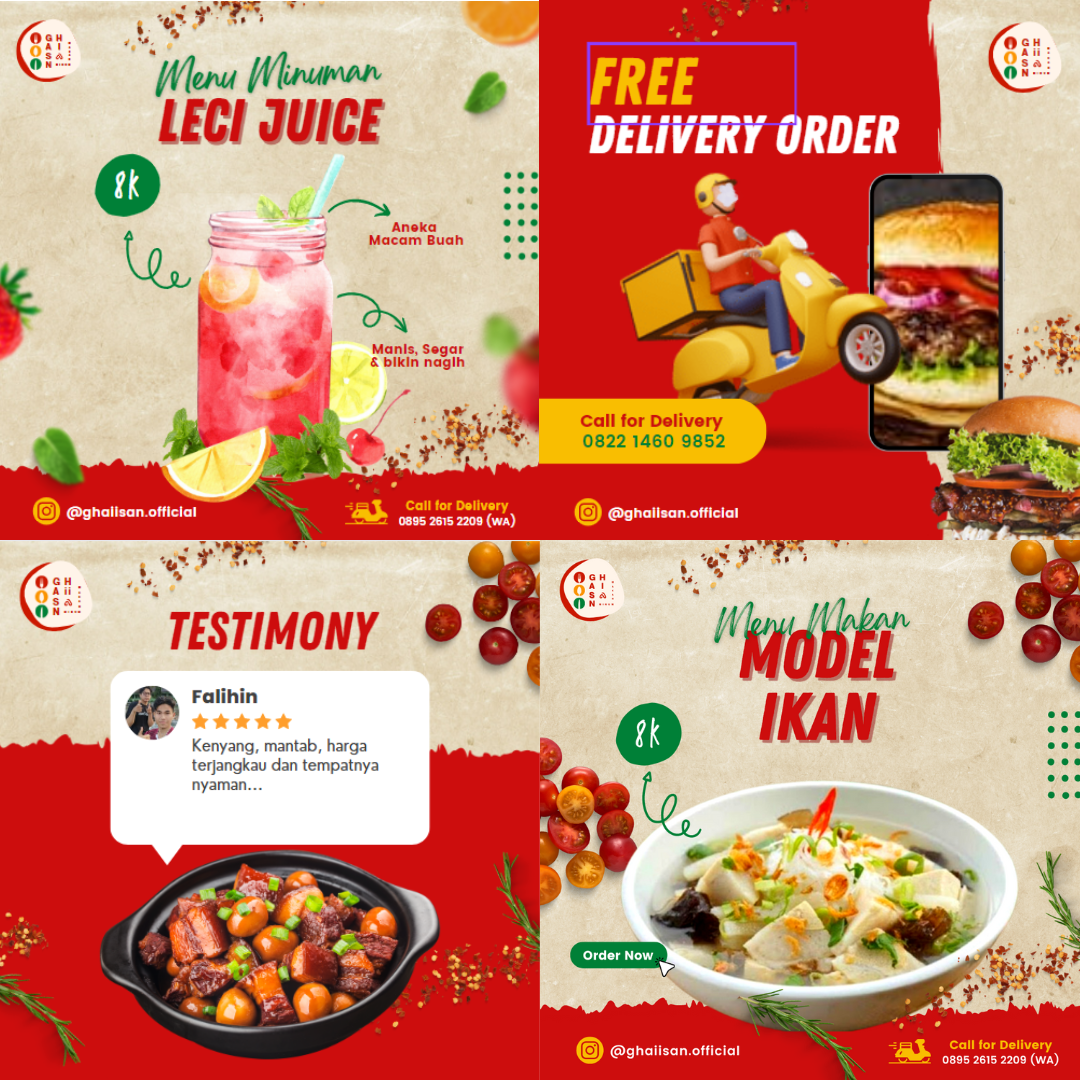 Menu Minuman
LECI JUICE
8k
Aneka
Macam Buah
Manis, Segar
& bikin nagih
@ghaiisan.official
Call for Delivery
0895 2615 2209 (WA)
FREE
DELIVERY ORDER
Call for Delivery
0822 1460 9852
@ghaiisan.official
TESTIMONY
Falihin
Kenyang, mantab, harga
terjangkau dan tempatnya
nyaman...
Menu Makan
MODEL
IKAN
8k
Order Now
@ghaiisan.official
Call for Delivery
0895 2615 2209 (WA)